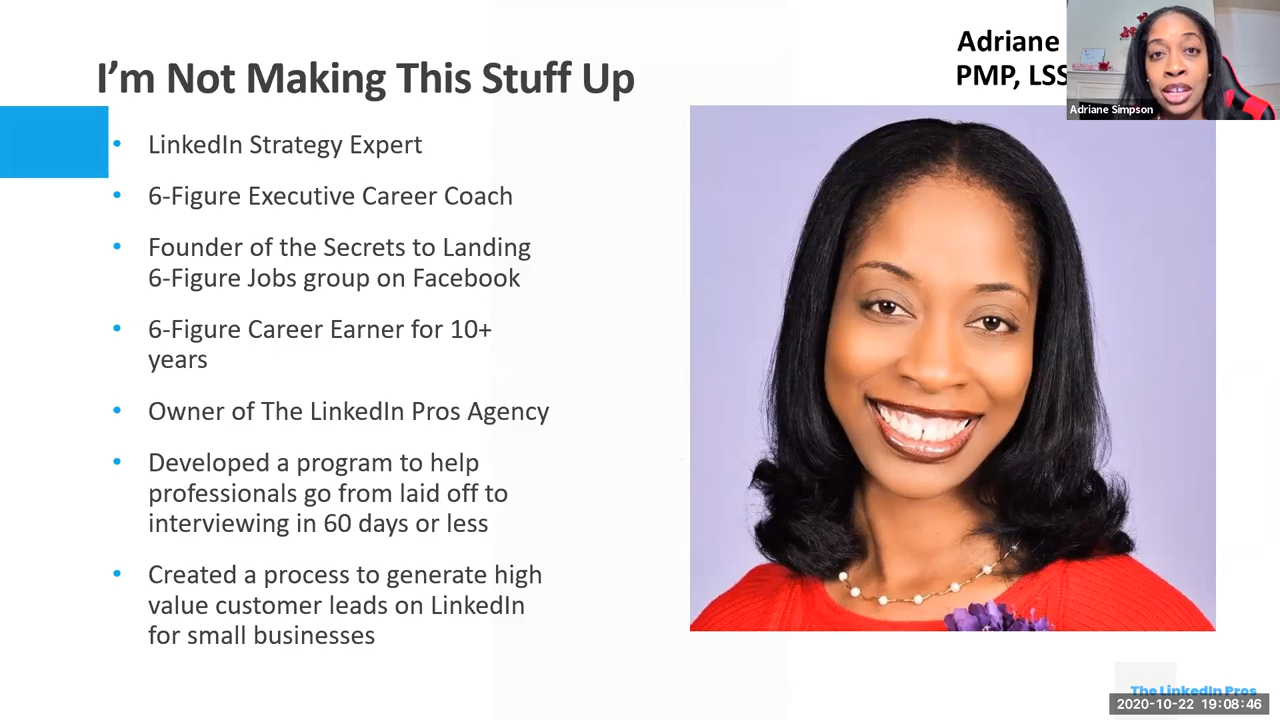 I’m Not Making This Stuff Up
Adriane
PMP, LSS
Adriane Simpson
• LinkedIn Strategy Expert
• 6-Figure Executive Career Coach
• Founder of the Secrets to Landing
6-Figure Jobs group on Facebook
• 6-Figure Career Earner for 10+
years
• Owner of The LinkedIn Pros Agency
• Developed a program to help
professionals go from laid off to
interviewing in 60 days or less
• Created a process to generate high
value customer leads on LinkedIn
for small businesses
The LinkedIn Pros
2020-10-22 19:08:46